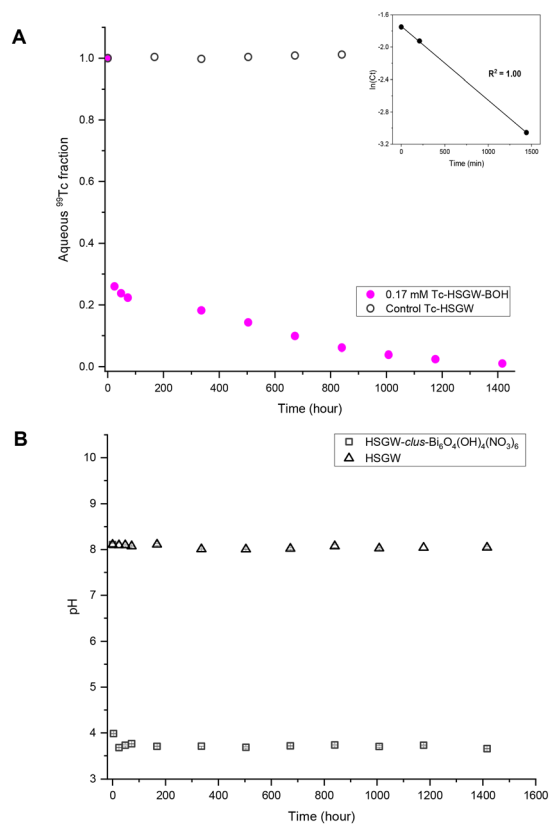 A
Aqueous ⁹⁹Tc fraction
1.0
0.8
0.6
0.4
0.2
0.0
0 200 400 600 800 1000 1200 1400
Time (hour)
0.17 mM Tc-HSGW-BOH
Control Tc-HSGW
ln(Ct)
-1.6
-2.0
-2.4
-2.8
-3.2
R² = 1.00
0 500 1000 1500
Time (min)
B
pH
10
9
8
7
6
5
4
3
HSGW-clus-Bi₆O₄(OH)₄(NO₃)₆
HSGW
0 200 400 600 800 1000 1200 1400 1600
Time (hour)